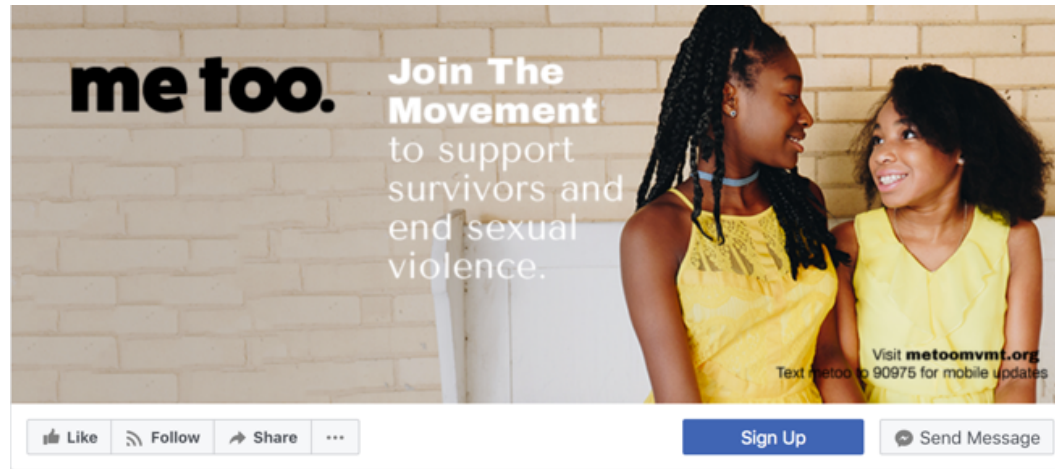 me too.
Join The
Movement
to support
survivors and
end sexual
violence.
Visit metoomvmt.org
Text metoo to 90975 for mobile updates
Like Follow Share ...
Sign Up
Send Message